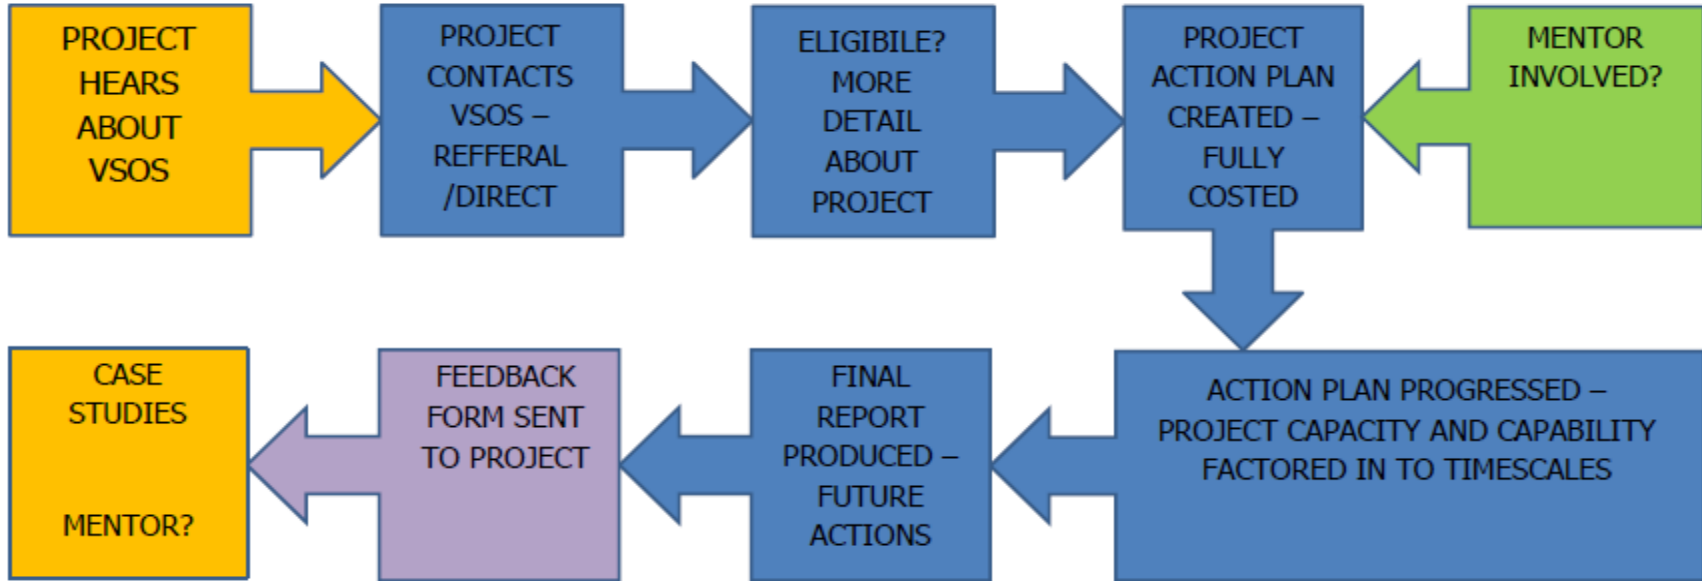 PROJECT
HEARS
ABOUT
VSOS
PROJECT
CONTACTS
VSOS –
REFFERAL
/DIRECT
ELIGIBILE?
MORE
DETAIL
ABOUT
PROJECT
PROJECT
ACTION PLAN
CREATED –
FULLY
COSTED
MENTOR
INVOLVED?
ACTION PLAN PROGRESSED –
PROJECT CAPACITY AND CAPABILITY
FACTORED IN TO TIMESCALES
FINAL
REPORT
PRODUCED –
FUTURE
ACTIONS
FEEDBACK
FORM SENT
TO PROJECT
CASE
STUDIES
MENTOR?